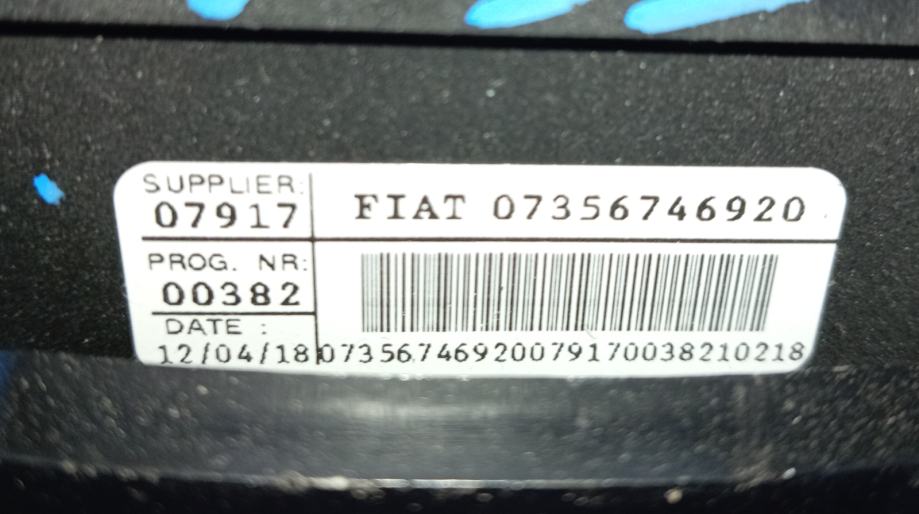 SUPPLIER:
07917
FIAT 07356746920
PROG. NR:
00382
DATE :
12/04/18
07356746920079170038210218